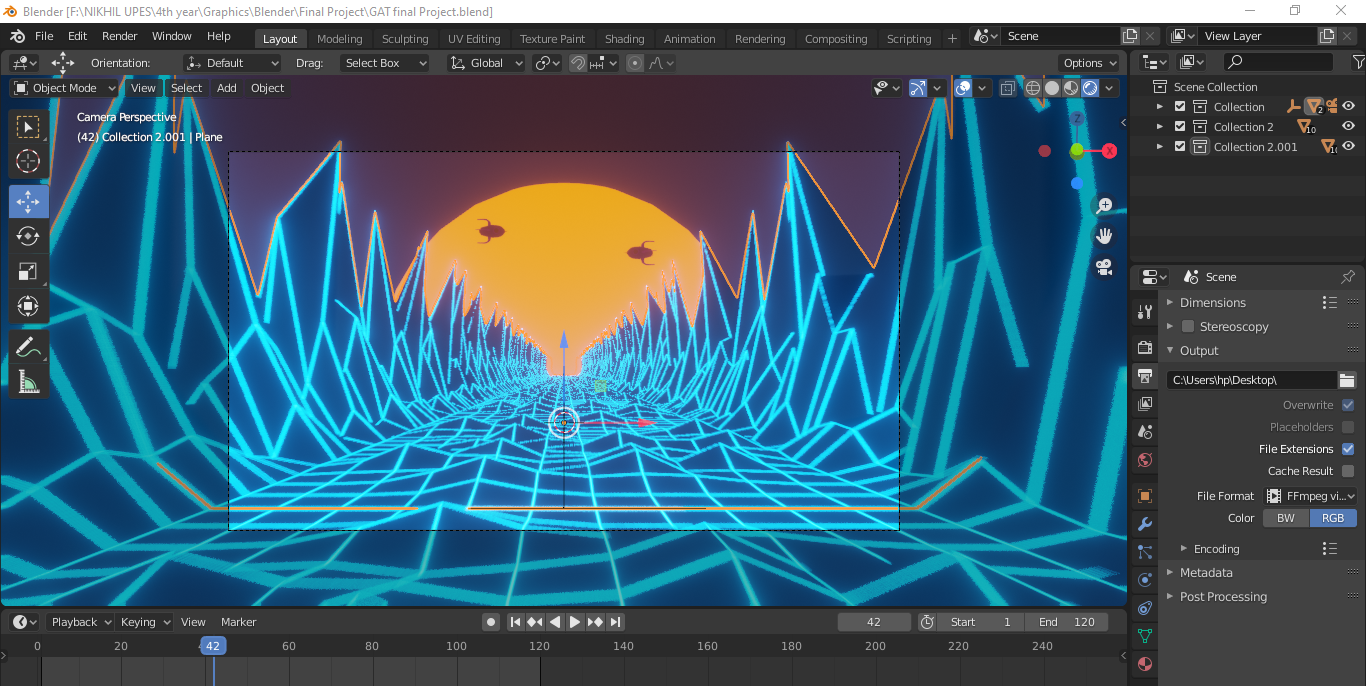 Blender [F:\NIKHIL UPES\4th year\Graphics\Blender\Final Project\GAT final Project.blend]
File Edit Render Window Help Layout Modeling Sculpting UV Editing Texture Paint Shading Animation Rendering Compositing Scripting + Scene View Layer
Orientation: Default Drag: Select Box Global Options
Object Mode View Select Add Object
Camera Perspective
(42) Collection 2.001 | Plane
Z
X
Scene Collection
Collection 2
Collection 2 10
Collection 2.001 10
Scene
Dimensions
Stereoscopy
Output
C:\Users\hp\Desktop\
Overwrite
Placeholders
File Extensions
Cache Result
File Format FFmpeg vi...
Color BW RGB
Encoding
Metadata
Post Processing
Playback Keying View Marker 42 Start 1 End 120
0 20 42 60 80 100 120 140 160 180 200 220 240